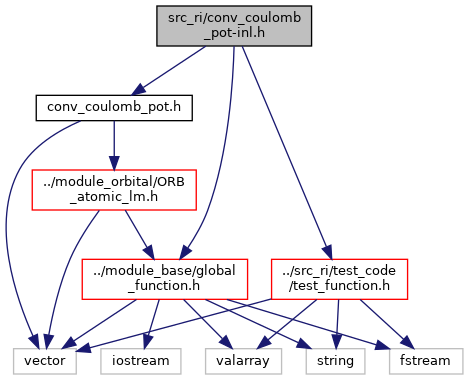 src_ri/conv_coulomb
_pot-inl.h
conv_coulomb_pot.h
../module_orbital/ORB
_atomic_lm.h
../module_base/global
_function.h
../src_ri/test_code
/test_function.h
vector
iostream
valarray
string
fstream